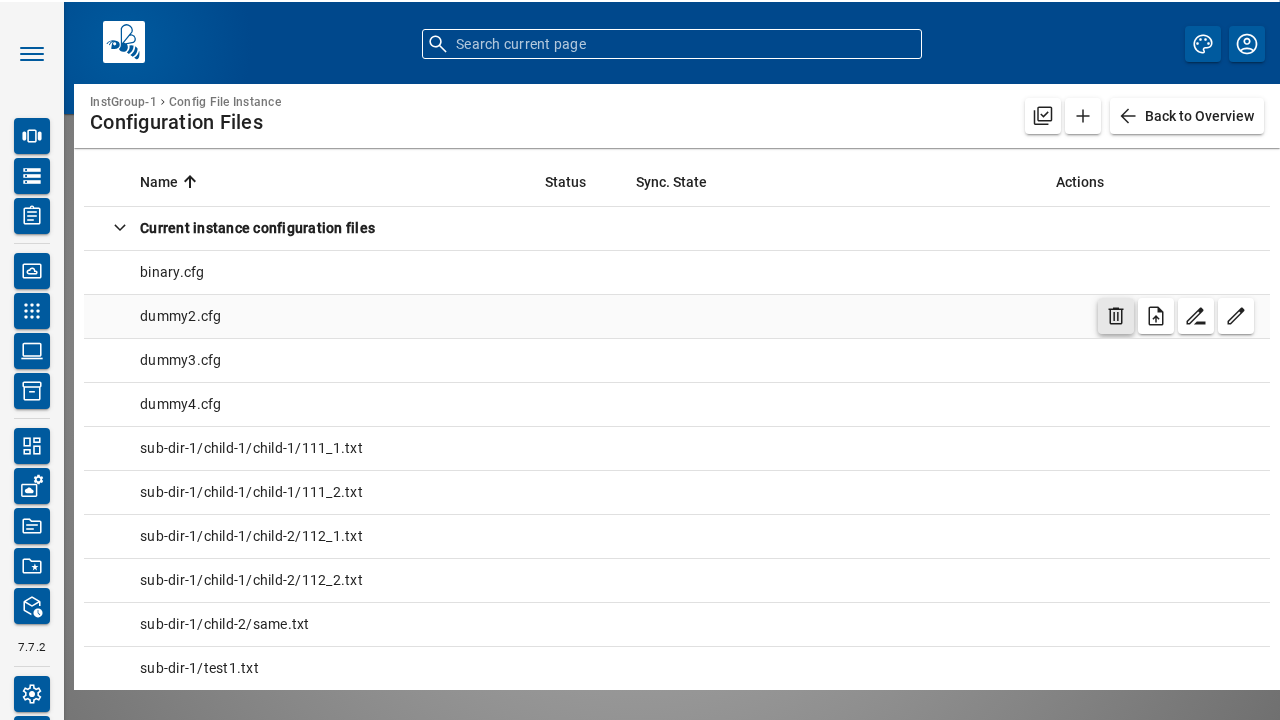 Search current page
InstGroup-1 › Config File Instance
Configuration Files
Back to Overview
Name Status Sync. State Actions
Current instance configuration files
binary.cfg
dummy2.cfg
dummy3.cfg
dummy4.cfg
sub-dir-1/child-1/child-1/111_1.txt
sub-dir-1/child-1/child-1/111_2.txt
sub-dir-1/child-1/child-2/112_1.txt
sub-dir-1/child-1/child-2/112_2.txt
sub-dir-1/child-2/same.txt
sub-dir-1/test1.txt
7.7.2